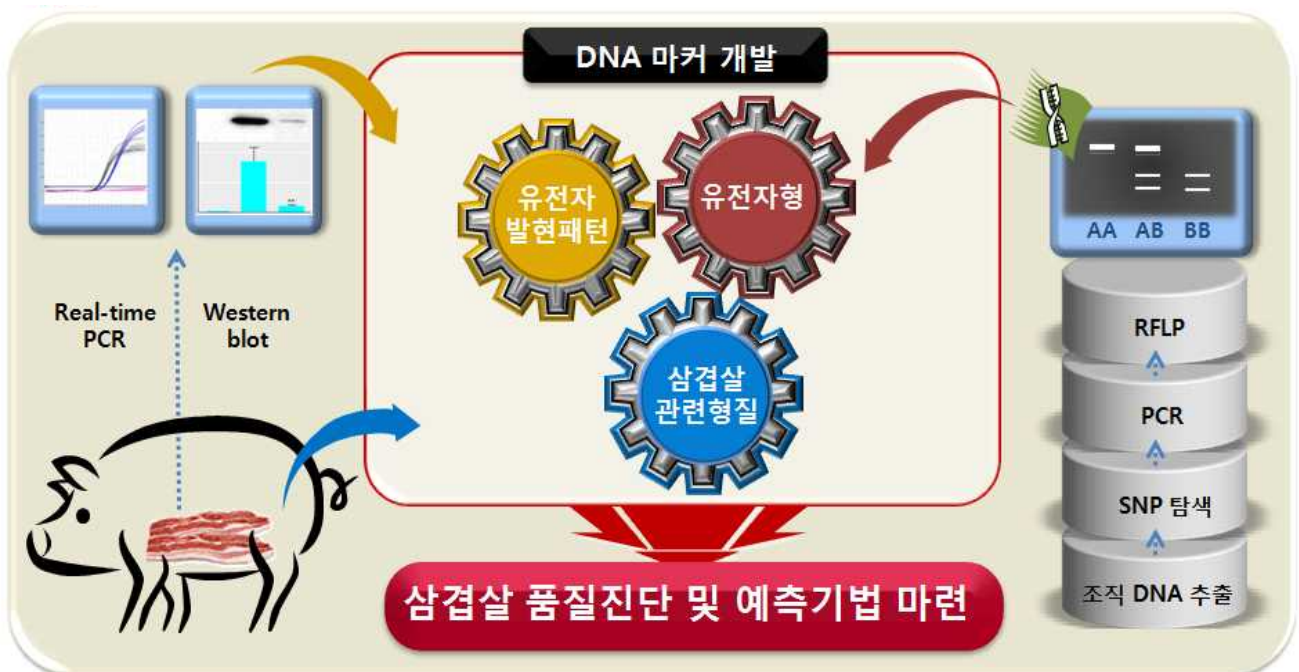 DNA 마커 개발
유전자
발현패턴
유전자형
삼겹살
관련형질
Real-time
PCR
Western
blot
AA AB BB
RFLP
PCR
SNP 탐색
조직 DNA 추출
삼겹살 품질진단 및 예측기법 마련